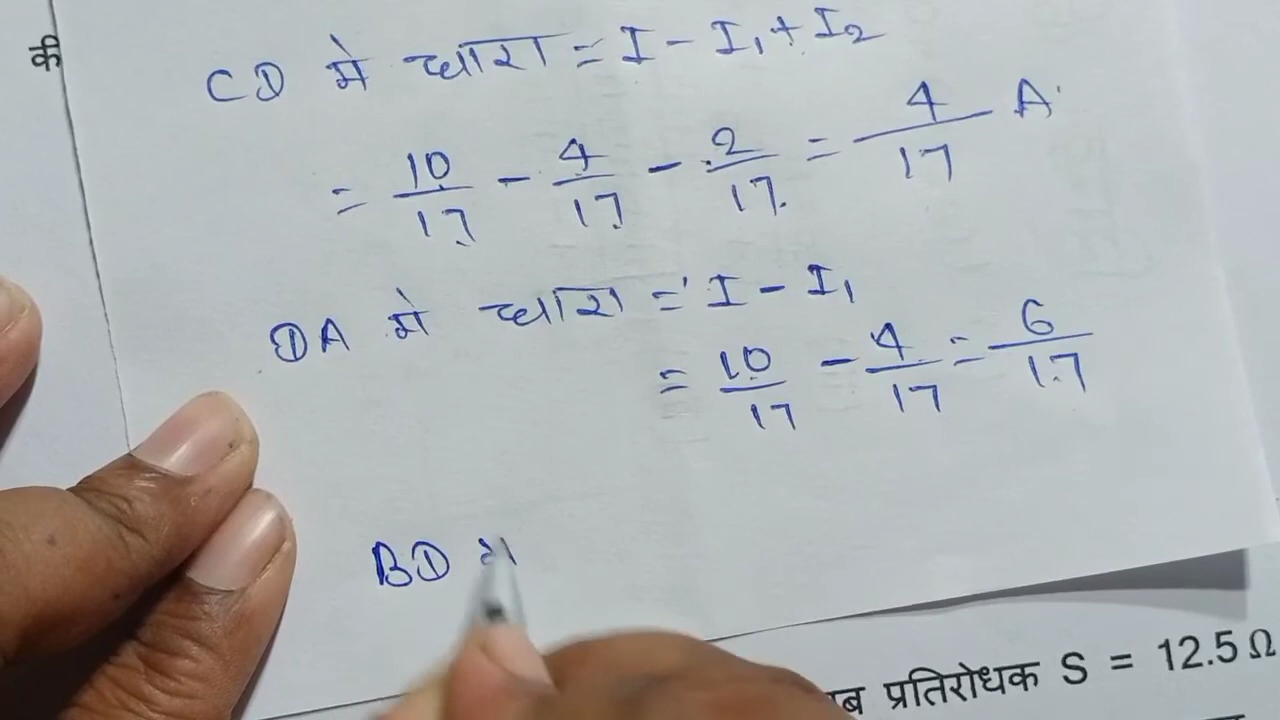 की
CD मे धारा = I - I₁ + I₂
= 10/17 - 4/17 - 2/17 = 4/17 A
DA मे धारा = I - I₁
= 10/17 - 4/17 = 6/17
BD
प्रतिरोधक S = 12.5 Ω